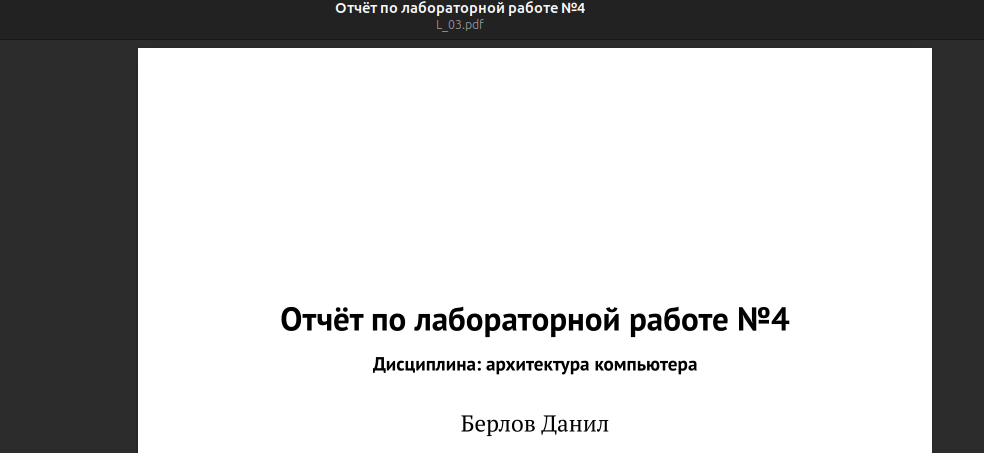 Отчёт по лабораторной работе №4
L_03.pdf
Отчёт по лабораторной работе №4
Дисциплина: архитектура компьютера
Берлов Данил